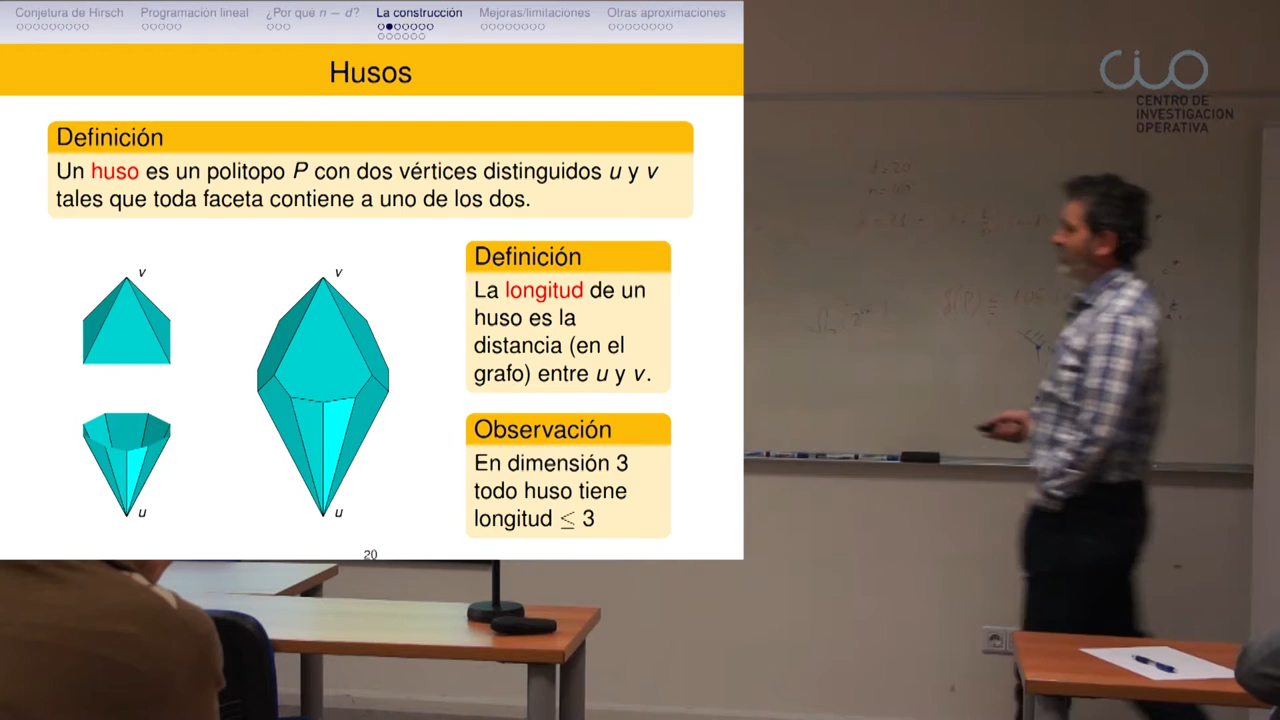 Conjetura de Hirsch Programación lineal ¿Por qué n − d? La construcción Mejoras/limitaciones Otras aproximaciones
Husos
Definición
Un huso es un politopo P con dos vértices distinguidos u y v
tales que toda faceta contiene a uno de los dos.
v
u
v
u
Definición
La longitud de un
huso es la
distancia (en el
grafo) entre u y v.
Observación
En dimensión 3
todo huso tiene
longitud ≤ 3
20
CIO
CENTRO DE
INVESTIGACION
OPERATIVA